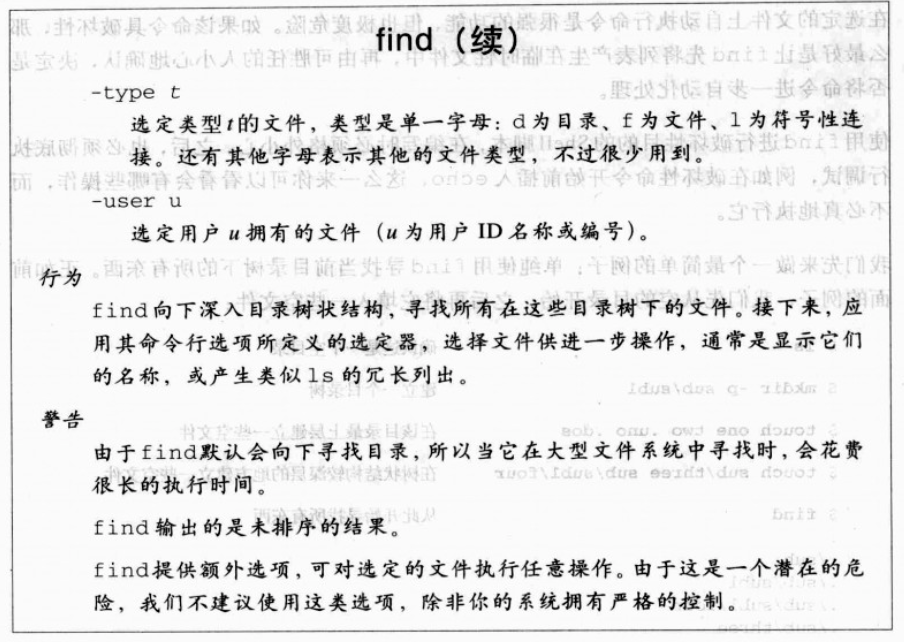 find（续）
-type t
选定类型t的文件，类型是单一字母：d为目录、f为文件、l为符号性连
接。还有其他字母表示其他的文件类型，不过很少用到。
-user u
选定用户 u 拥有的文件（u 为用户 ID 名称或编号）。
行为
find向下深入目录树状结构，寻找所有在这些目录树下的文件。接下来，应
用其命令行选项所定义的选定器，选择文件供进一步操作，通常是显示它们
的名称，或产生类似 ls 的冗长列出。
警告
由于find默认会向下寻找目录，所以当它在大型文件系统中寻找时，会花费
很长的执行时间。
find 输出的是未排序的结果。
find提供额外选项，可对选定的文件执行任意操作。由于这是一个潜在的危
险，我们不建议使用这类选项，除非你的系统拥有严格的控制。